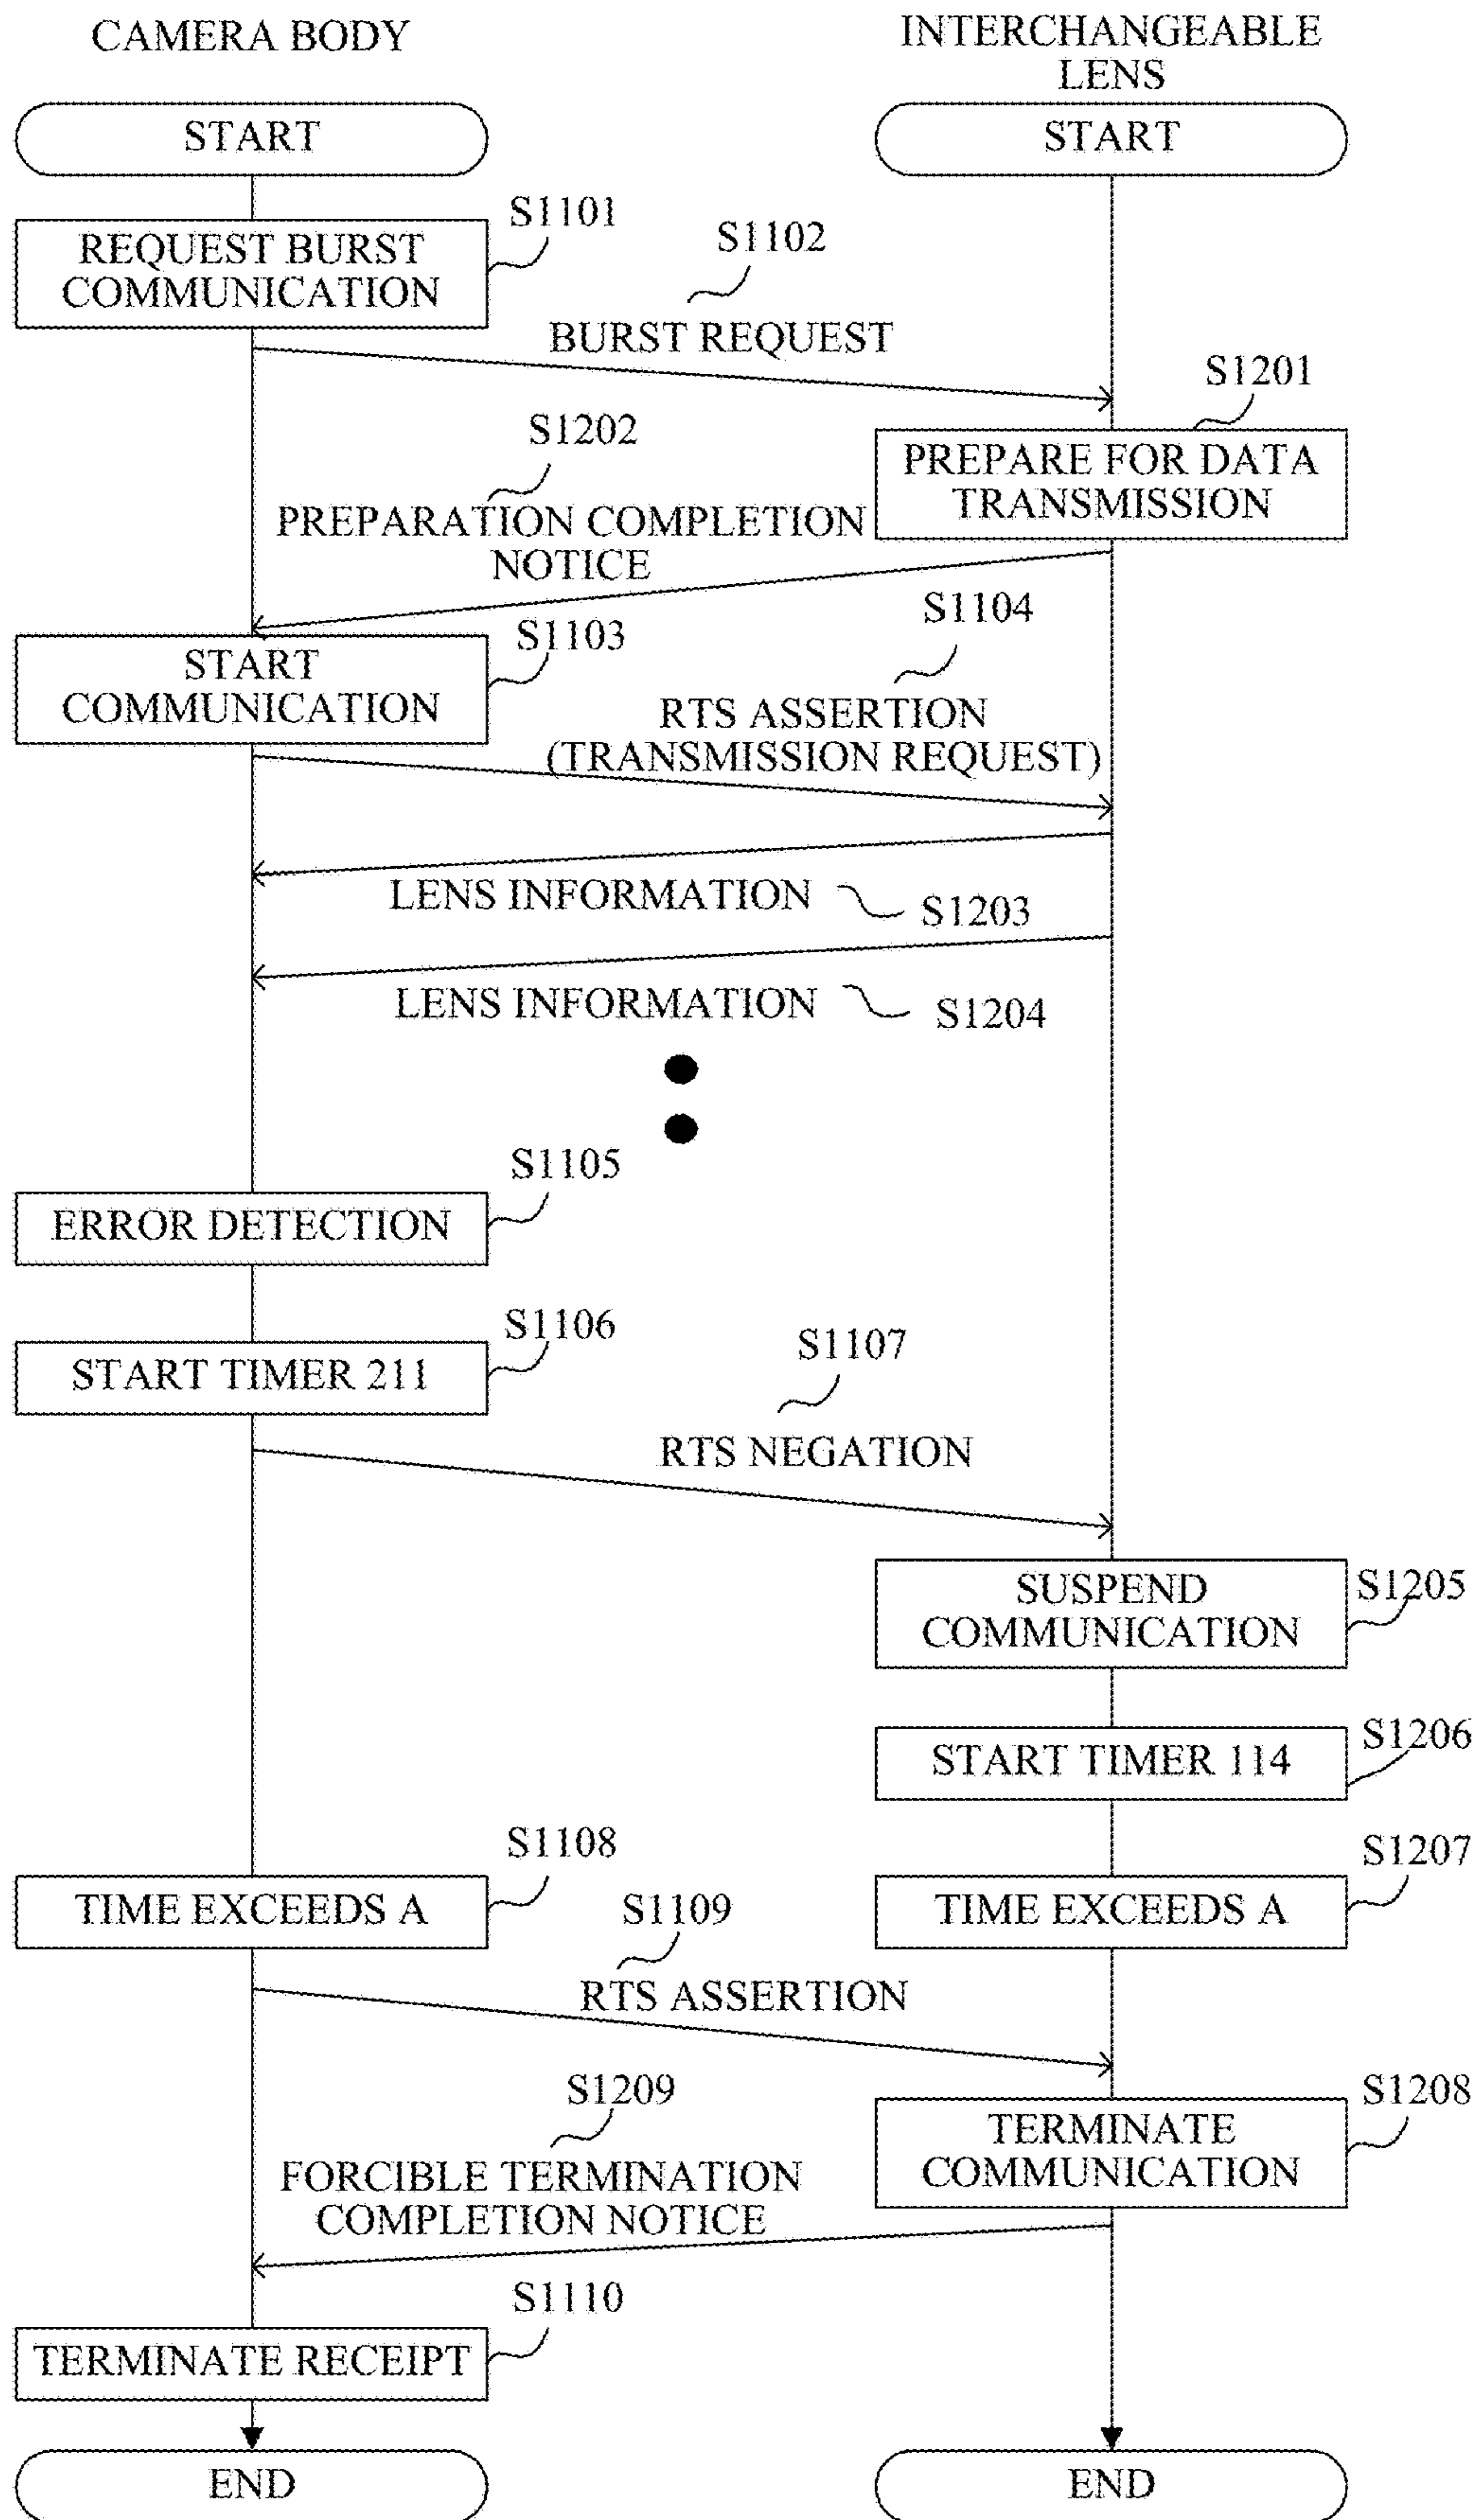 CAMERA BODY
INTERCHANGEABLE
LENS
START
START
S1101
REQUEST BURST
COMMUNICATION
S1102
BURST REQUEST
S1201
PREPARE FOR DATA
TRANSMISSION
S1202
PREPARATION COMPLETION
NOTICE
S1103
START
COMMUNICATION
S1104
RTS ASSERTION
(TRANSMISSION REQUEST)
LENS INFORMATION
S1203
LENS INFORMATION
S1204
S1105
ERROR DETECTION
S1106
START TIMER 211
S1107
RTS NEGATION
SUSPEND
COMMUNICATION
S1205
START TIMER 114
S1206
S1108
TIME EXCEEDS A
S1207
TIME EXCEEDS A
S1109
RTS ASSERTION
S1208
TERMINATE
COMMUNICATION
S1209
FORCIBLE TERMINATION
COMPLETION NOTICE
S1110
TERMINATE RECEIPT
END
END